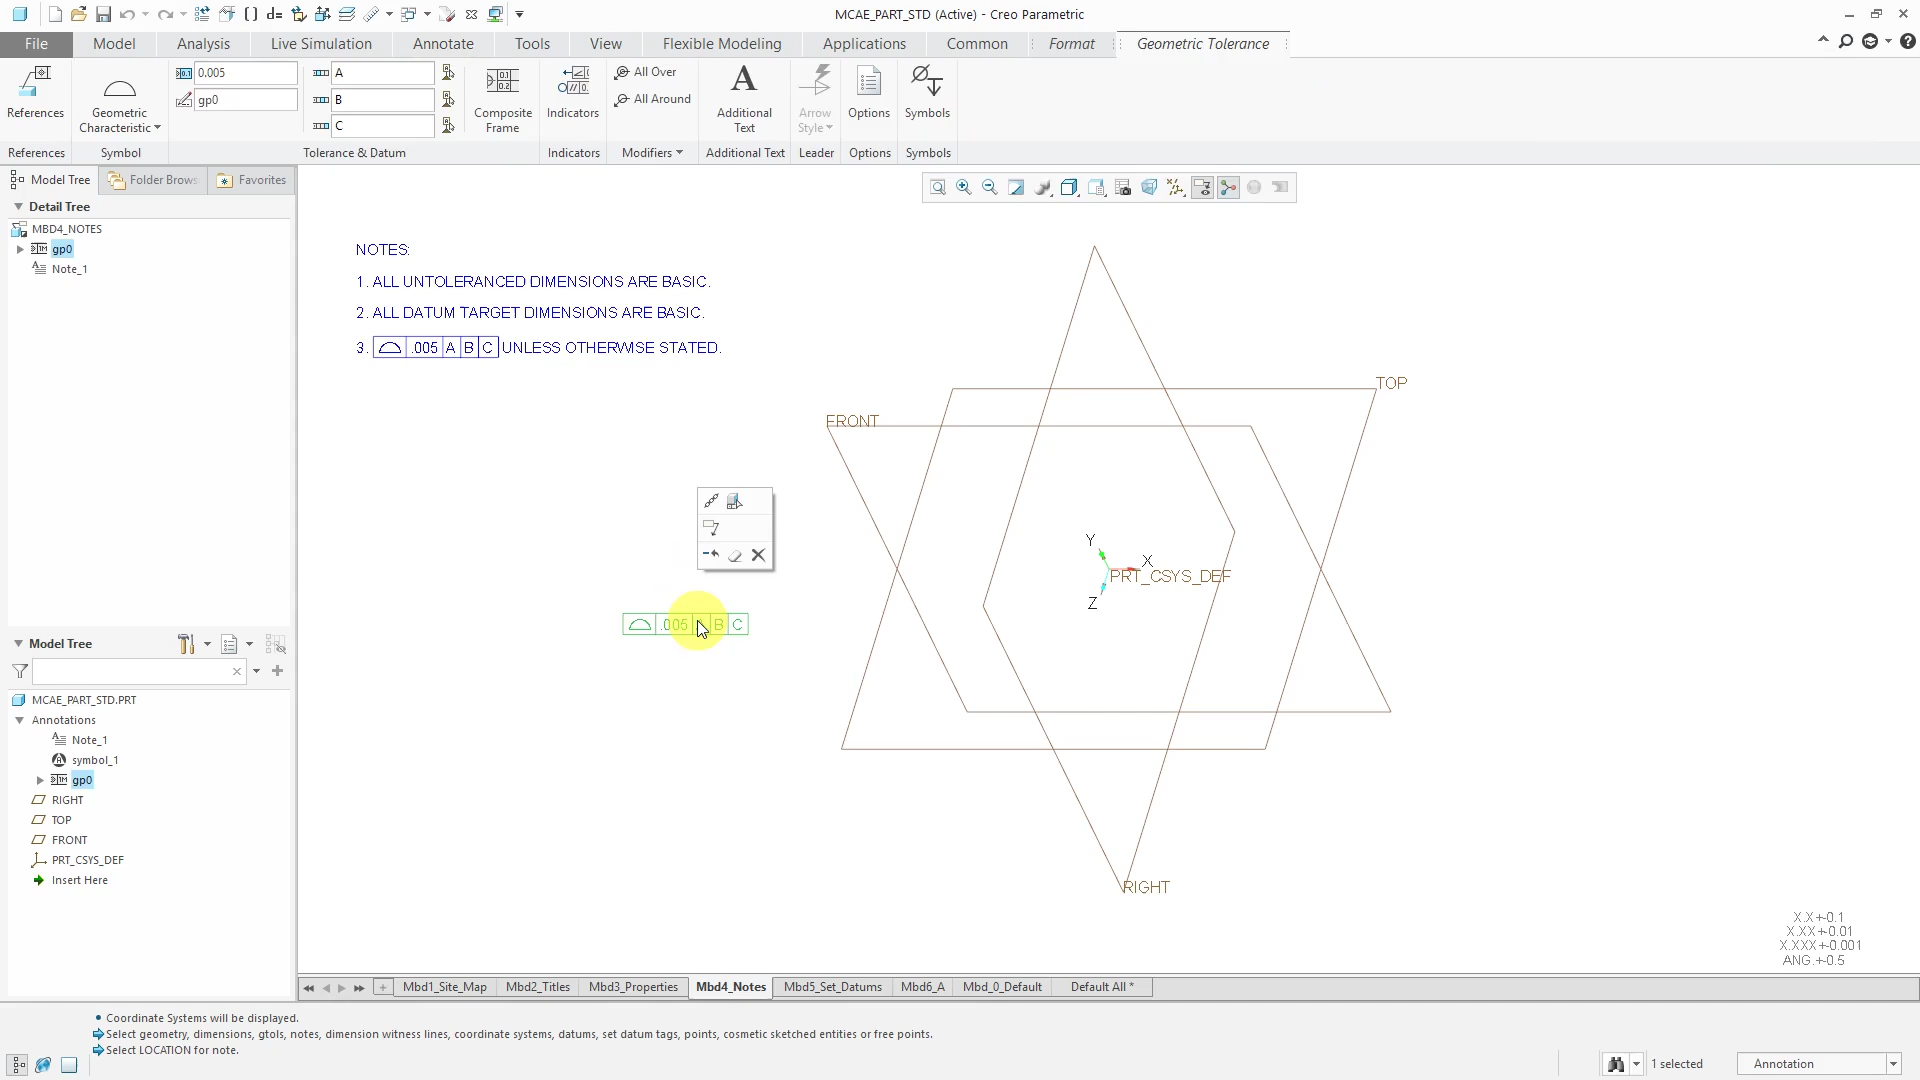 MCAE_PART_STD (Active) - Creo Parametric
File Model Analysis Live Simulation Annotate Tools View Flexible Modeling Applications Common Format Geometric Tolerance
References
Geometric Characteristic
0.005
gp0
A
B
C
Composite Frame
Indicators
All Over
All Around
Additional Text
Arrow Style
Options
Symbols
References Symbol Tolerance & Datum Indicators Modifiers Additional Text Leader Options Symbols
Model Tree Folder Brows Favorites
Detail Tree
MBD4_NOTES
gp0
Note_1
Model Tree
MCAE_PART_STD.PRT
Annotations
Note_1
symbol_1
gp0
RIGHT
TOP
FRONT
PRT_CSYS_DEF
Insert Here
NOTES:
1. ALL UNTOLERANCED DIMENSIONS ARE BASIC.
2. ALL DATUM TARGET DIMENSIONS ARE BASIC.
3. ⌓ .005 A B C UNLESS OTHERWISE STATED.
TOP
FRONT
Y
X
PRT_CSYS_DEF
Z
⌓ .005 A B C
RIGHT
X.X+-0.1
X.XX+-0.01
X.XXX+-0.001
ANG.+-0.5
Mbd1_Site_Map Mbd2_Titles Mbd3_Properties Mbd4_Notes Mbd5_Set_Datums Mbd6_A Mbd_0_Default Default All *
Coordinate Systems will be displayed.
Select geometry, dimensions, gtols, notes, dimension witness lines, coordinate systems, datums, set datum tags, points, cosmetic sketched entities or free points.
Select LOCATION for note.
1 selected
Annotation